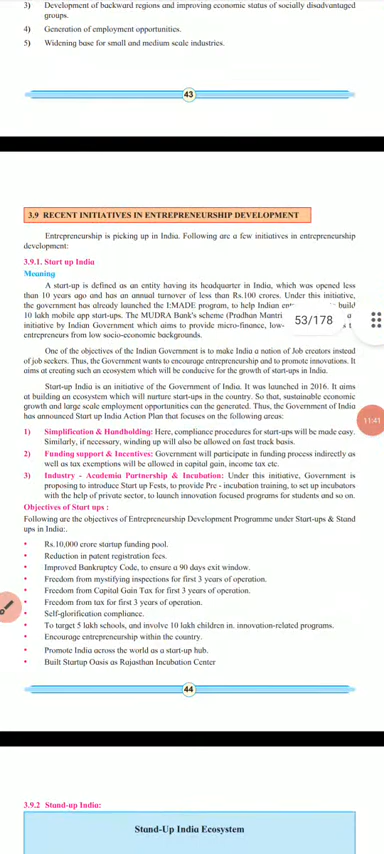 3) Development of backward regions and improving economic status of socially disadvantaged
groups.
4) Generation of employment opportunities.
5) Widening base for small and medium scale industries.
43
3.9 RECENT INITIATIVES IN ENTREPRENEURSHIP DEVELOPMENT
Entrepreneurship is picking up in India. Following are a few initiatives in entrepreneurship
development:
3.9.1. Start up India
Meaning
A start-up is defined as an entity having its headquarter in India, which was opened less
than 10 years ago and has an annual turnover of less than Rs.100 crores. Under this initiative,
the government has already launched the I:MADE program, to help Indian build
10 lakh mobile app start-ups. The MUDRA Bank's scheme (Pradhan Mantri a
initiative by Indian Government which aims to provide micro-finance, low-
entrepreneurs from low socio-economic backgrounds.
53/178
One of the objectives of the Indian Government is to make India a nation of Job creators instead
of job seekers. Thus, the Government wants to encourage entrepreneurship and to promote innovations. It
aims at creating such an ecosystem which will be conducive for the growth of start-ups in India.
Start-up India is an initiative of the Government of India. It was launched in 2016. It aims
at building an ecosystem which will nurture start-ups in the country. So that, sustainable economic
growth and large scale employment opportunities can the generated. Thus, the Government of India
has announced Start up India Action Plan that focuses on the following areas:
11:41
1) Simplification & Handholding: Here, compliance procedures for start-ups will be made easy.
Similarly, if necessary, winding up will also be allowed on fast track basis.
2) Funding support & Incentives: Government will participate in funding process indirectly as
well as tax exemptions will be allowed in capital gain, income tax etc.
3) Industry - Academia Partnership & Incubation: Under this initiative, Government is
proposing to introduce Start up Fests, to provide Pre - incubation training, to set up incubators
with the help of private sector, to launch innovation focused programs for students and so on.
Objectives of Start ups :
Following are the objectives of Entrepreneurship Development Programme under Start-ups & Stand
ups in India:.
• Rs.10,000 crore startup funding pool.
• Reduction in patent registration fees.
• Improved Bankruptcy Code, to ensure a 90 days exit window.
• Freedom from mystifying inspections for first 3 years of operation.
• Freedom from Capital Gain Tax for first 3 years of operation.
• Freedom from tax for first 3 years of operation.
• Self-glorification compliance.
• To target 5 lakh schools, and involve 10 lakh children in. innovation-related programs.
• Encourage entrepreneurship within the country.
• Promote India across the world as a start-up hub.
• Built Startup Oasis as Rajasthan Incubation Center
44
3.9.2 Stand-up India:
Stand-Up India Ecosystem